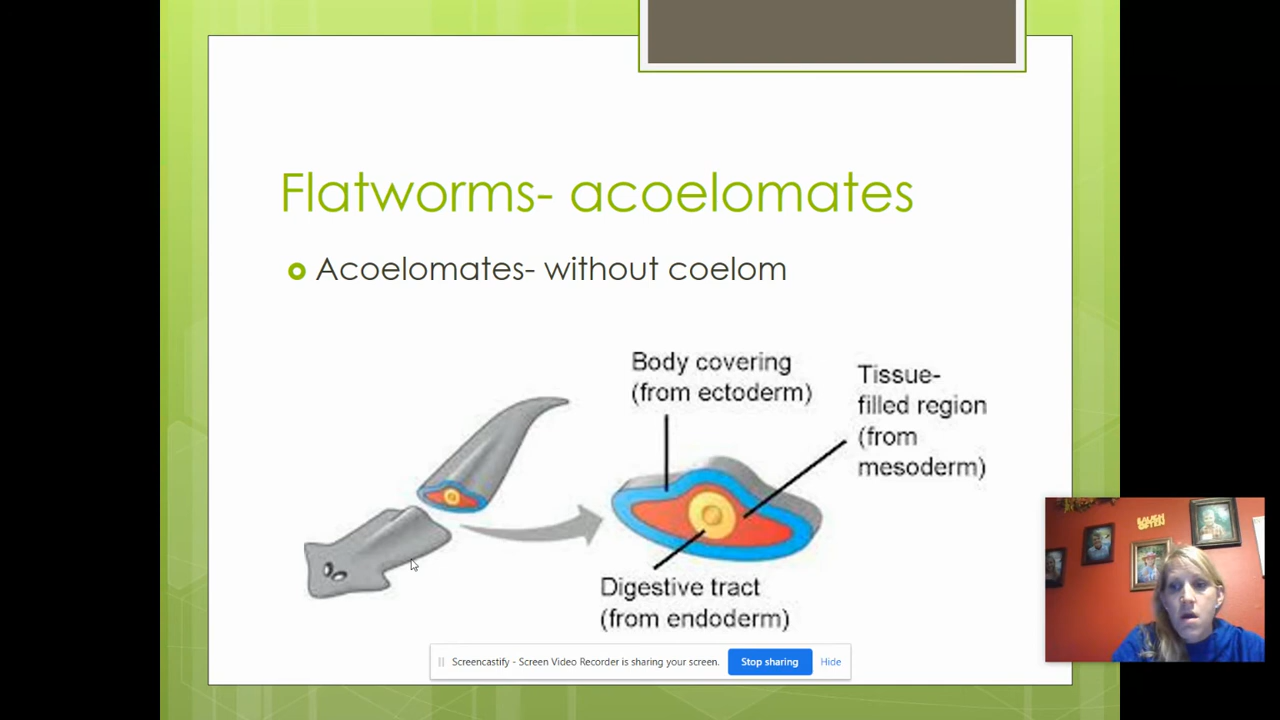 Flatworms- acoelomates
Acoelomates- without coelom
Body covering
(from ectoderm)
Tissue-
filled region
(from
mesoderm)
Digestive tract
(from endoderm)
Screencastify - Screen Video Recorder is sharing your screen.
Stop sharing
Hide